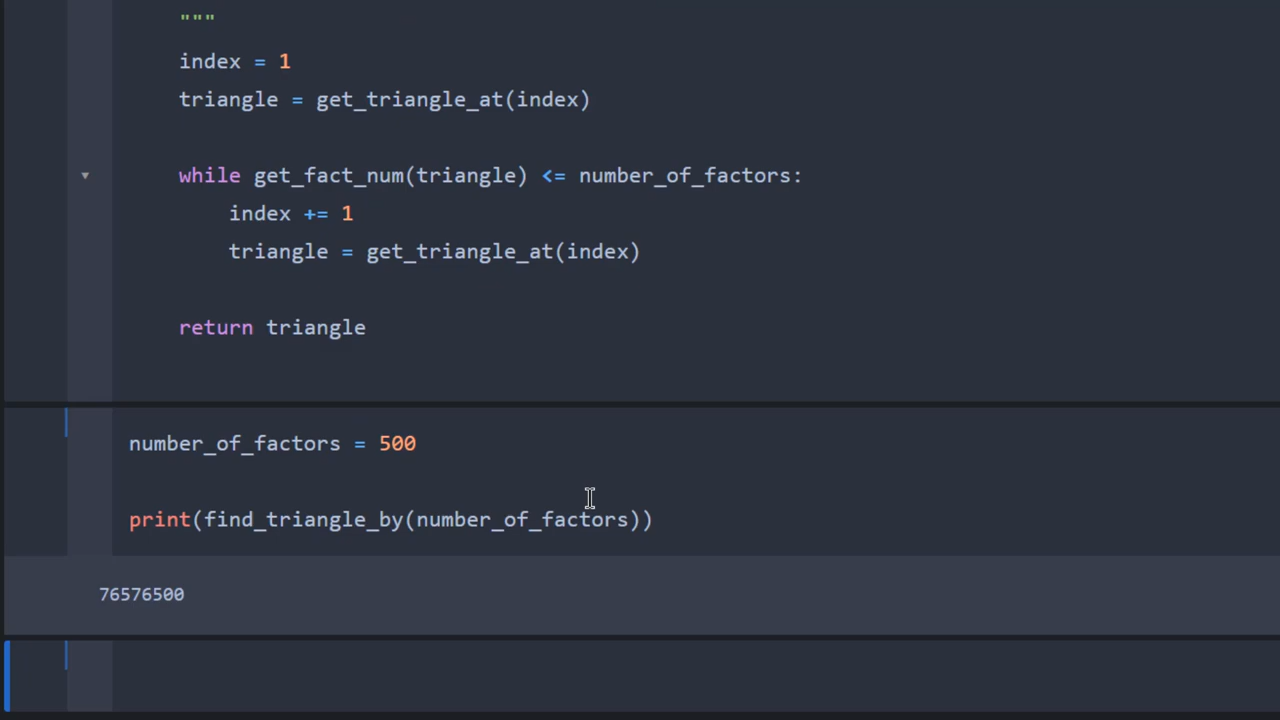 """
index = 1
triangle = get_triangle_at(index)
while get_fact_num(triangle) <= number_of_factors:
index += 1
triangle = get_triangle_at(index)
return triangle
number_of_factors = 500
print(find_triangle_by(number_of_factors))
76576500